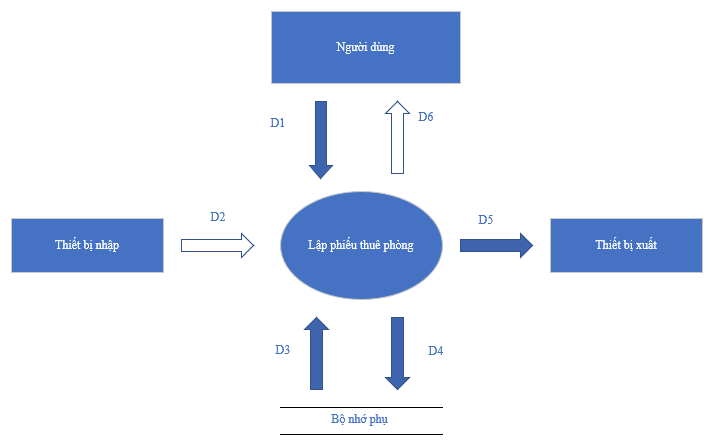 Người dùng
D1
D6
D2
D5
Thiết bị nhập
Lập phiếu thuê phòng
Thiết bị xuất
D3
D4
Bộ nhớ phụ